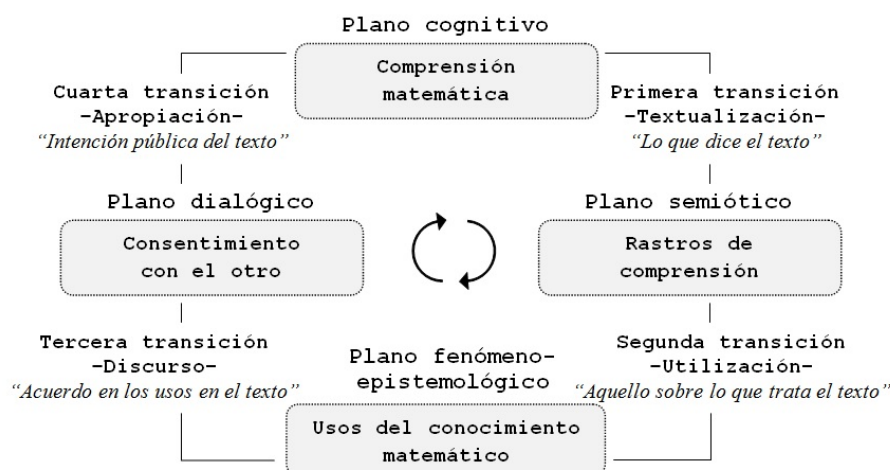 Plano cognitivo
Comprensión
matemática
Cuarta transición
-Apropiación-
“Intención pública del texto”
Primera transición
-Textualización-
“Lo que dice el texto”
Plano dialógico
Consentimiento
con el otro
Plano semiótico
Rastros de
comprensión
Tercera transición
-Discurso-
“Acuerdo en los usos en el texto”
Plano fenómeno-
epistemológico
Usos del conocimiento
matemático
Segunda transición
-Utilización-
“Aquello sobre lo que trata el texto”